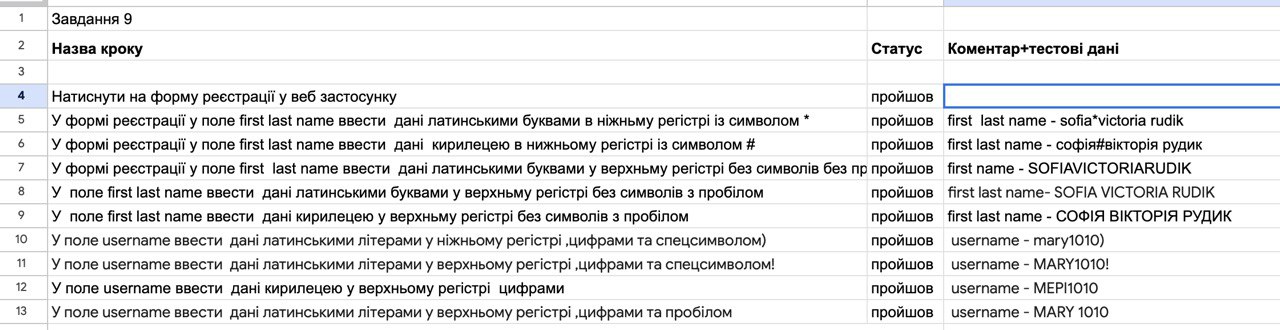 1 Завдання 9
2 Назва кроку Статус Коментар+тестові дані
3
4 Натиснути на форму реєстрації у веб застосунку пройшов
5 У формі реєстрації у поле first last name ввести дані латинськими буквами в ніжньому регістрі із символом * пройшов first last name - sofia*victoria rudik
6 У формі реєстрації у поле first last name ввести дані кирилецею в нижньому регістрі із символом # пройшов first last name - софія#вікторія рудик
7 У формі реєстрації у поле first last name ввести дані латинськими буквами у верхньому регістрі без символів без пр пройшов first name - SOFIAVICTORIARUDIK
8 У поле first last name ввести дані латинськими буквами у верхньому регістрі без символів з пробілом пройшов first last name- SOFIA VICTORIA RUDIK
9 У поле first last name ввести дані кирилецею у верхньому регістрі без символів з пробілом пройшов first last name - СОФІЯ ВІКТОРІЯ РУДИК
10 У поле username ввести дані латинськими літерами у ніжньому регістрі ,цифрами та спецсимволом) пройшов username - mary1010)
11 У поле username ввести дані латинськими літерами у верхньому регістрі ,цифрами та спецсимволом! пройшов username - MARY1010!
12 У поле username ввести дані кирилецею у верхньому регістрі цифрами пройшов username - МЕРІ1010
13 У поле username ввести дані латинськими літерами у верхньому регістрі ,цифрами та пробілом пройшов username - MARY 1010